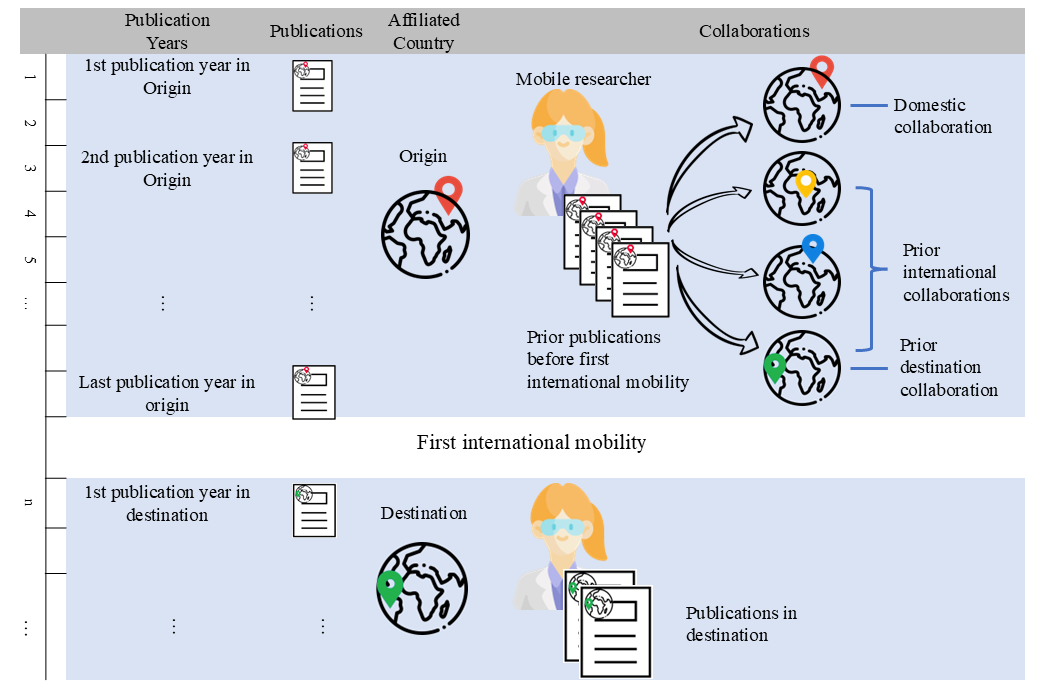 Publication
Years
Publications
Affiliated
Country
Collaborations
1
2
3
4
5
...
1st publication year in
Origin
2nd publication year in
Origin
...
...
Last publication year in
origin
Origin
Mobile researcher
Prior publications
before first
international mobility
Domestic
collaboration
Prior
international
collaborations
Prior
destination
collaboration
First international mobility
n
...
1st publication year in
destination
...
...
Destination
Publications in
destination